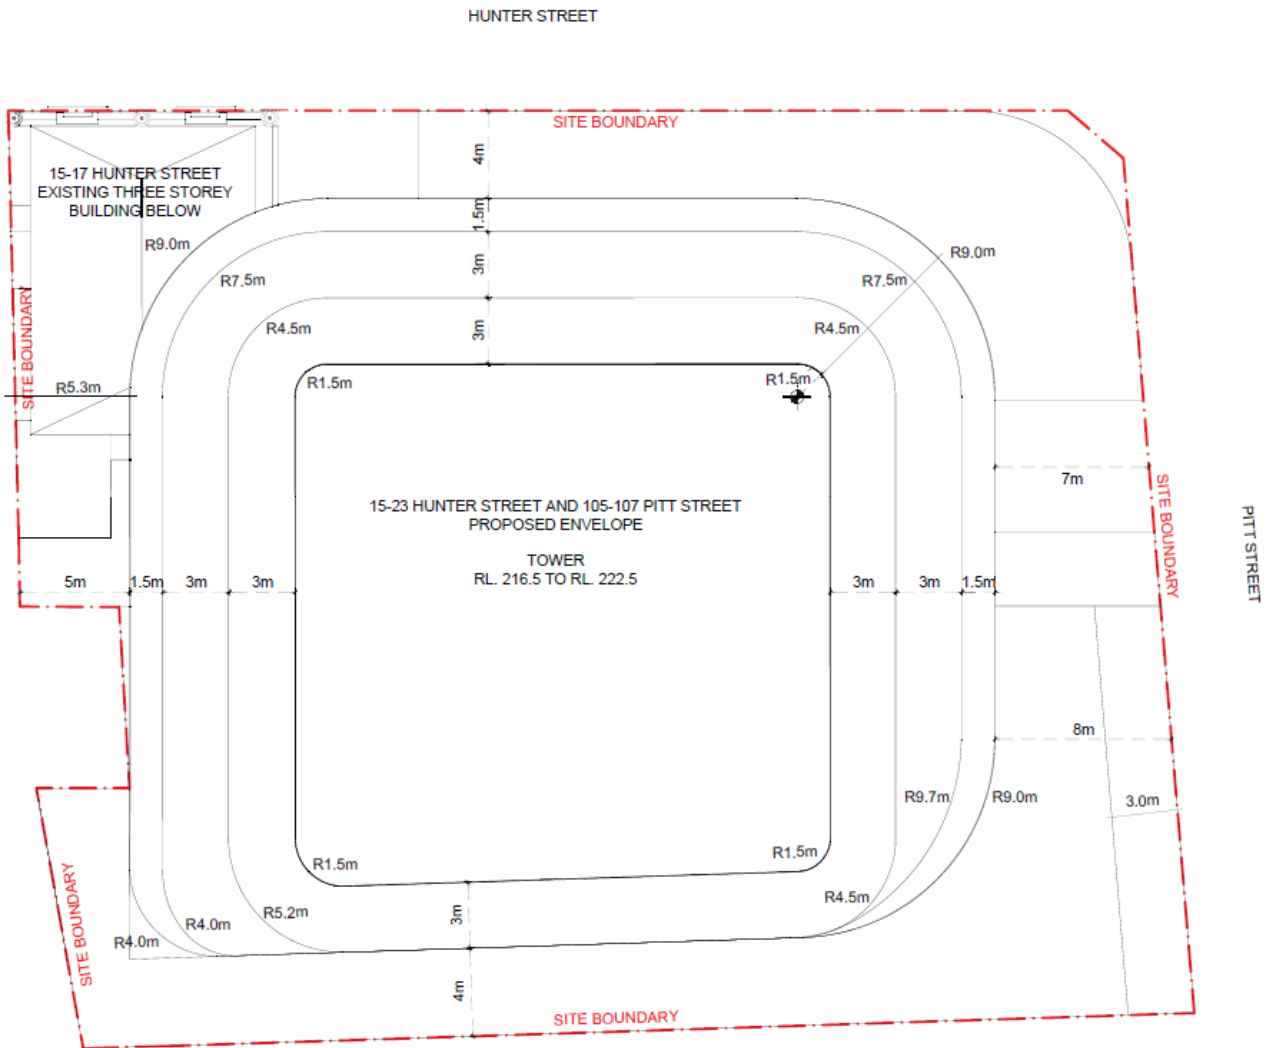 HUNTER STREET
SITE BOUNDARY
4m
15-17 HUNTER STREET
EXISTING THREE STOREY
BUILDING BELOW
1.5m
R9.0m
R9.0m
3m
R7.5m
R7.5m
R4.5m
3m
R4.5m
SITE BOUNDARY
R5.3m
R1.5m
R1.5m
7m
SITE BOUNDARY
PITT STREET
15-23 HUNTER STREET AND 105-107 PITT STREET
PROPOSED ENVELOPE
TOWER
RL. 216.5 TO RL. 222.5
5m
1.5m
3m
3m
3m
3m
1.5m
8m
R9.7m
R9.0m
3.0m
R1.5m
R1.5m
R4.5m
R5.2m
R4.0m
R4.0m
3m
SITE BOUNDARY
4m
SITE BOUNDARY